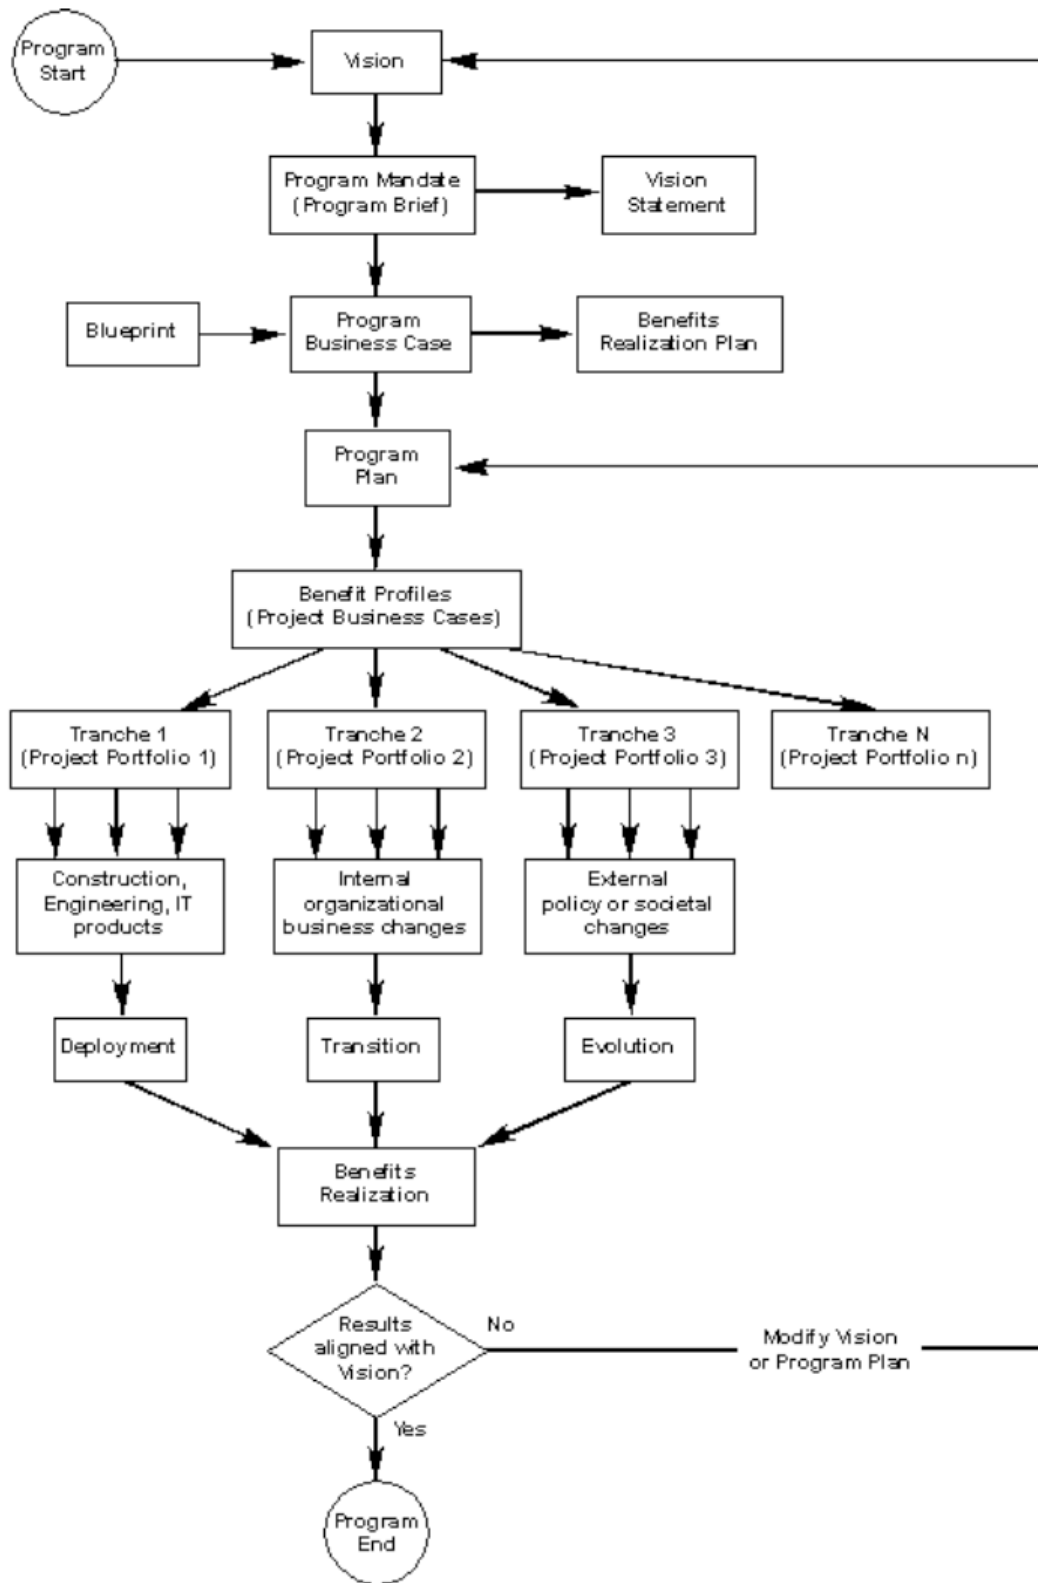 Program
Start
Vision
Program Mandate
(Program Brief)
Vision
Statement
Blueprint
Program
Business Case
Benefits
Realization Plan
Program
Plan
Benefit Profiles
(Project Business Cases)
Tranche 1
(Project Portfolio 1)
Tranche 2
(Project Portfolio 2)
Tranche 3
(Project Portfolio 3)
Tranche N
(Project Portfolio n)
Construction,
Engineering, IT
products
Internal
organizational
business changes
External
policy or societal
changes
Deployment
Transition
Evolution
Benefits
Realization
Results
aligned with
Vision?
No
Modify Vision
or Program Plan
Yes
Program
End